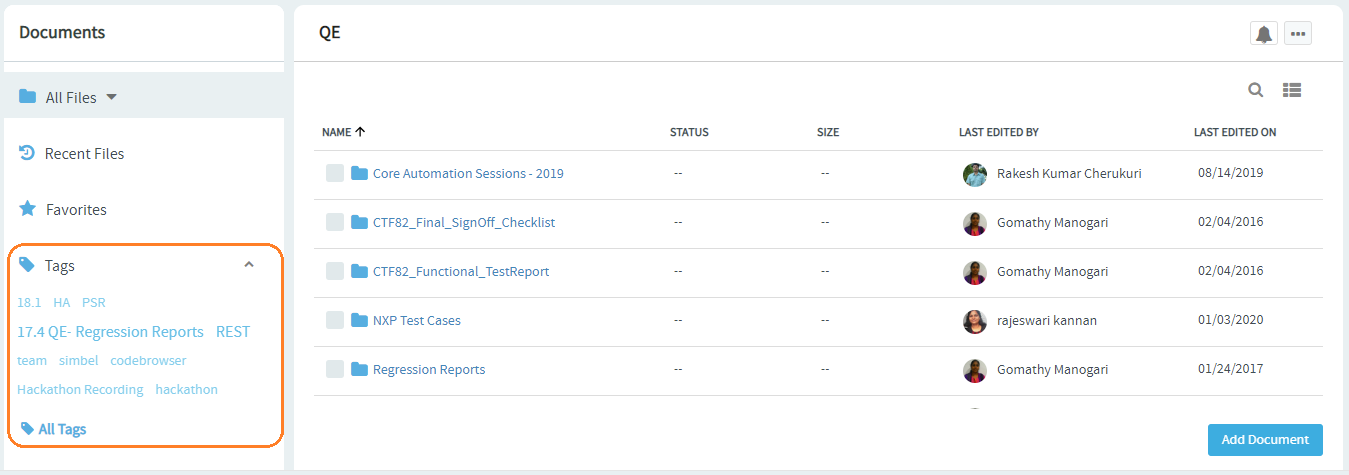 Documents
All Files
Recent Files
Favorites
Tags
18.1 HA PSR
17.4 QE- Regression Reports REST
team simbel codebrowser
Hackathon Recording hackathon
All Tags
QE
NAME STATUS SIZE LAST EDITED BY LAST EDITED ON
Core Automation Sessions - 2019 -- -- Rakesh Kumar Cherukuri 08/14/2019
CTF82_Final_SignOff_Checklist -- -- Gomathy Manogari 02/04/2016
CTF82_Functional_TestReport -- -- Gomathy Manogari 02/04/2016
NXP Test Cases -- -- rajeswari kannan 01/03/2020
Regression Reports -- -- Gomathy Manogari 01/24/2017
Add Document